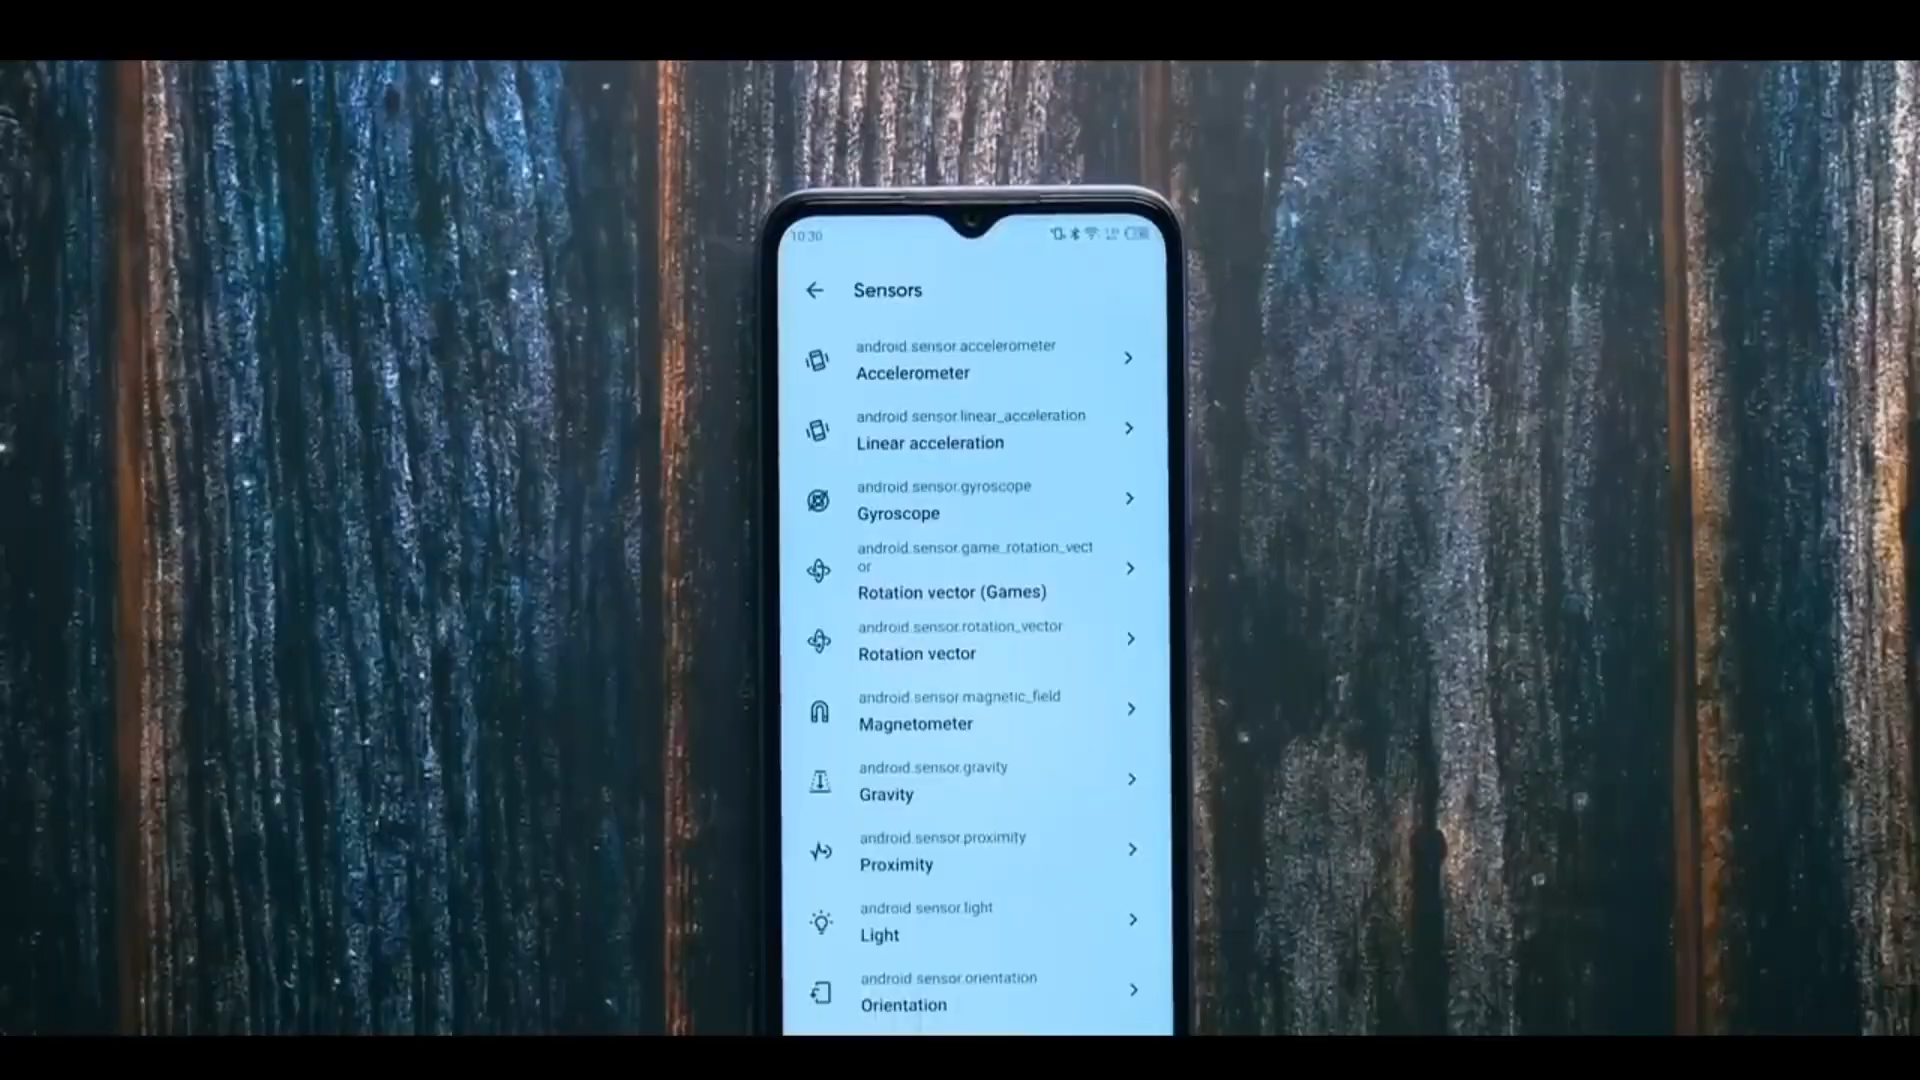 10:30
Sensors
android.sensor.accelerometer
Accelerometer
android.sensor.linear_acceleration
Linear acceleration
android.sensor.gyroscope
Gyroscope
android.sensor.game_rotation_vect
or
Rotation vector (Games)
android.sensor.rotation_vector
Rotation vector
android.sensor.magnetic_field
Magnetometer
android.sensor.gravity
Gravity
android.sensor.proximity
Proximity
android.sensor.light
Light
android.sensor.orientation
Orientation